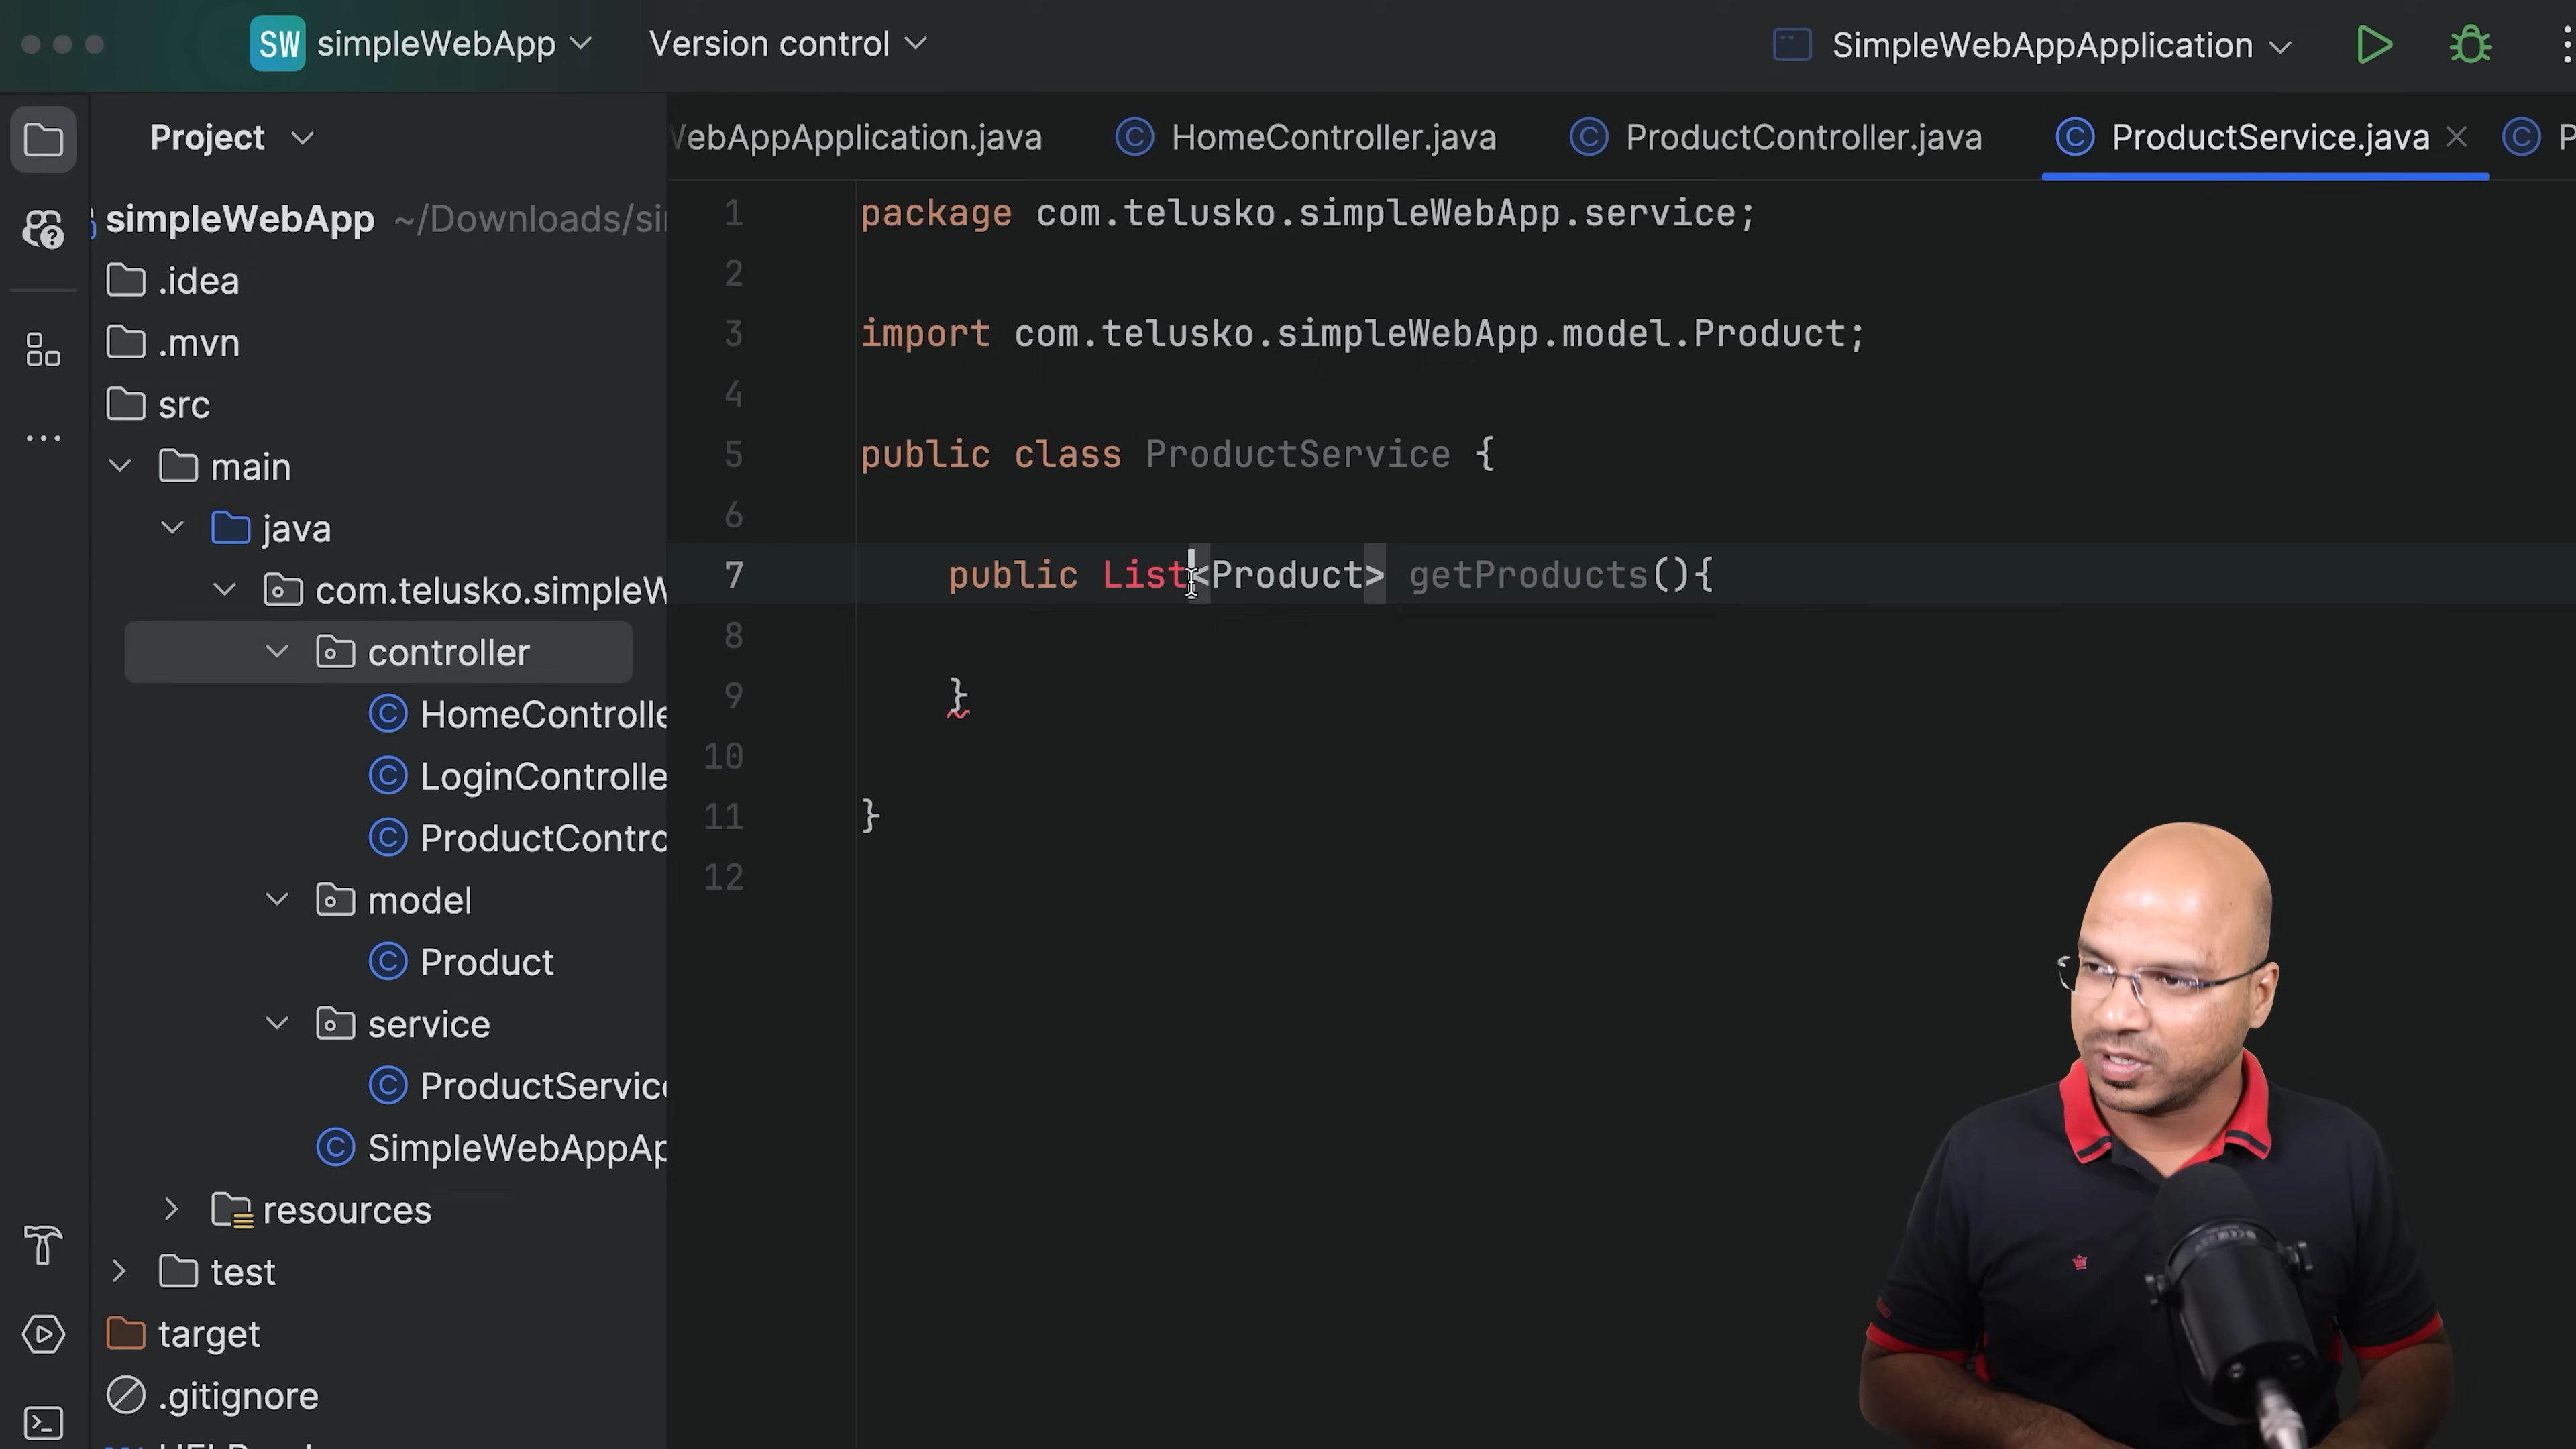 SW simpleWebApp Version control SimpleWebAppApplication
Project
WebAppApplication.java HomeController.java ProductController.java ProductService.java P
simpleWebApp ~/Downloads/si
.idea
.mvn
src
main
java
com.telusko.simpleW
controller
HomeControlle
LoginControlle
ProductContro
model
Product
service
ProductService
SimpleWebAppAp
resources
test
target
.gitignore
1 package com.telusko.simpleWebApp.service;
2
3 import com.telusko.simpleWebApp.model.Product;
4
5 public class ProductService {
6
7 public List<Product> getProducts(){
8
9 }
10
11 }
12